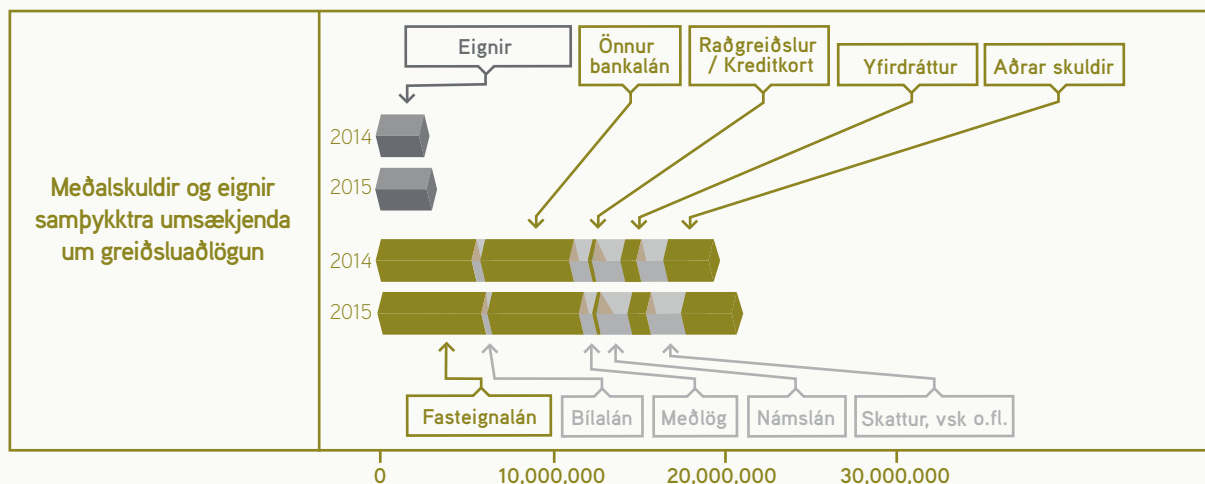 Meðalskuldir og eignir
samþykktra umsækjenda
um greiðsluaðlögun
Eignir
Önnur
bankalán
Raðgreiðslur
/ Kreditkort
Yfirdráttur
Aðrar skuldir
2014
2015
2014
2015
Fasteignalán
Bílalán
Meðlög
Námslán
Skattur, vsk o.fl.
0
10,000,000
20,000,000
30,000,000